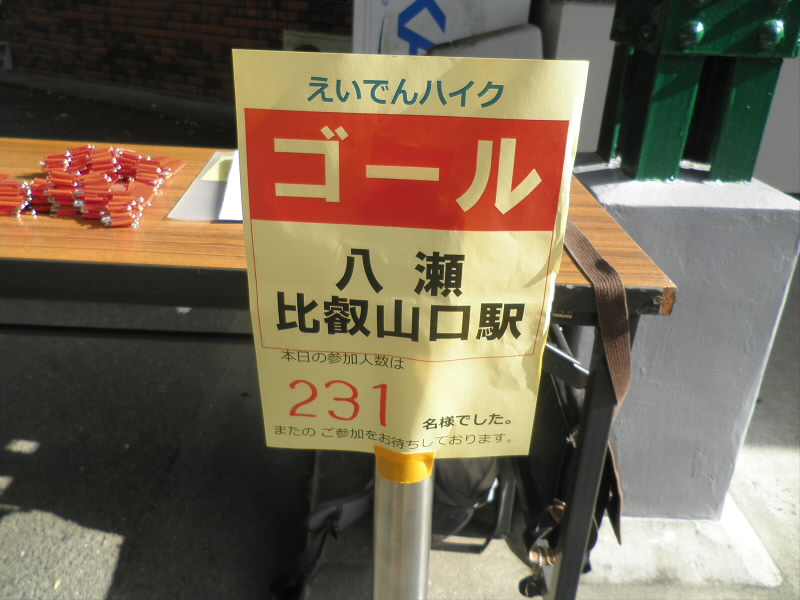 えいでんハイク
ゴール
八瀬
比叡山口駅
本日の参加人数は
231
名様でした。
またの ご参加をお待ちしております。